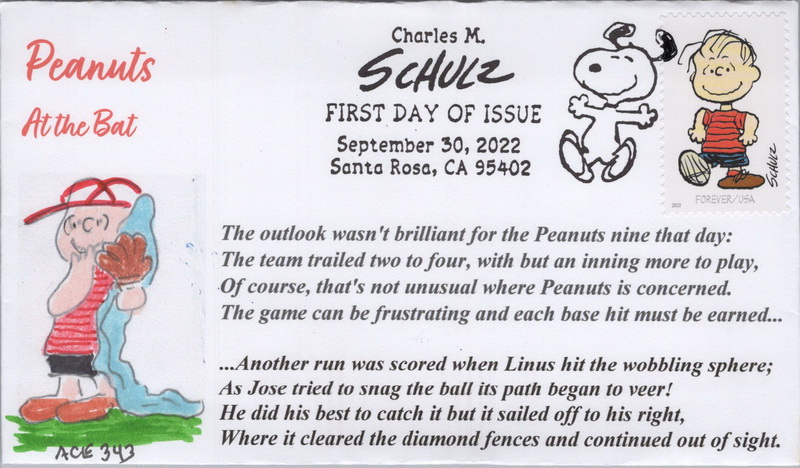 Peanuts
At the Bat
Charles M.
SCHULZ
FIRST DAY OF ISSUE
September 30, 2022
Santa Rosa, CA 95402
SCHULZ
2022
FOREVER/USA
The outlook wasn't brilliant for the Peanuts nine that day:
The team trailed two to four, with but an inning more to play,
Of course, that's not unusual where Peanuts is concerned.
The game can be frustrating and each base hit must be earned...
...Another run was scored when Linus hit the wobbling sphere;
As Jose tried to snag the ball its path began to veer!
He did his best to catch it but it sailed off to his right,
Where it cleared the diamond fences and continued out of sight.
ACE 343